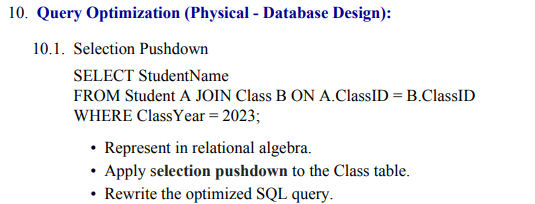 10. Query Optimization (Physical - Database Design):
10.1. Selection Pushdown
SELECT StudentName
FROM Student A JOIN Class B ON A.ClassID = B.ClassID
WHERE ClassYear = 2023;
• Represent in relational algebra.
• Apply selection pushdown to the Class table.
• Rewrite the optimized SQL query.